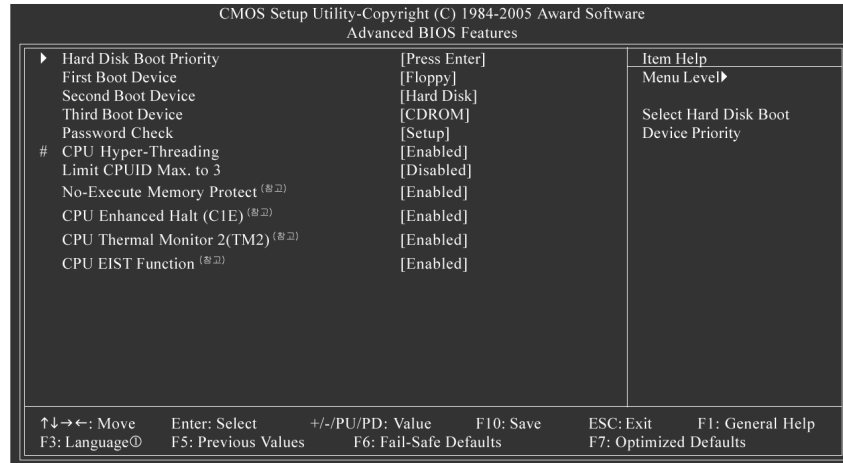 CMOS Setup Utility-Copyright (C) 1984-2005 Award Software
Advanced BIOS Features
▶ Hard Disk Boot Priority [Press Enter]
First Boot Device [Floppy]
Second Boot Device [Hard Disk]
Third Boot Device [CDROM]
Password Check [Setup]
# CPU Hyper-Threading [Enabled]
Limit CPUID Max. to 3 [Disabled]
No-Execute Memory Protect (참고) [Enabled]
CPU Enhanced Halt (C1E) (참고) [Enabled]
CPU Thermal Monitor 2(TM2) (참고) [Enabled]
CPU EIST Function (참고) [Enabled]
Item Help
Menu Level▶
Select Hard Disk Boot
Device Priority
↑↓→←: Move Enter: Select +/-/PU/PD: Value F10: Save ESC: Exit F1: General Help
F3: Language① F5: Previous Values F6: Fail-Safe Defaults F7: Optimized Defaults